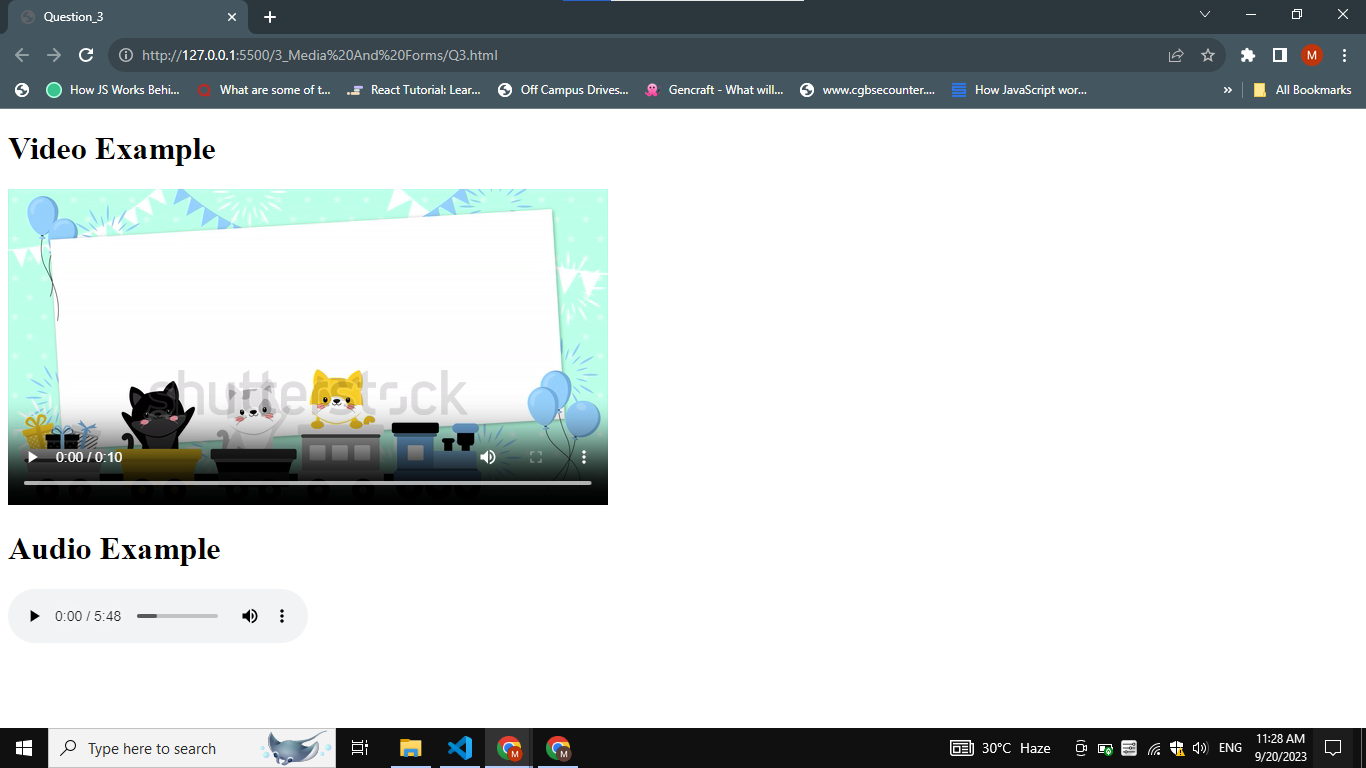 Question_3
http://127.0.0.1:5500/3_Media%20And%20Forms/Q3.html
M
How JS Works Behi...
What are some of t...
React Tutorial: Lear...
Off Campus Drives...
Gencraft - What will...
www.cgbsecounter....
How JavaScript wor...
»
All Bookmarks
Video Example
shutterstock
0:00 / 0:10
Audio Example
0:00 / 5:48
Type here to search
M
M
30°C Haze
ENG
11:28 AM
9/20/2023